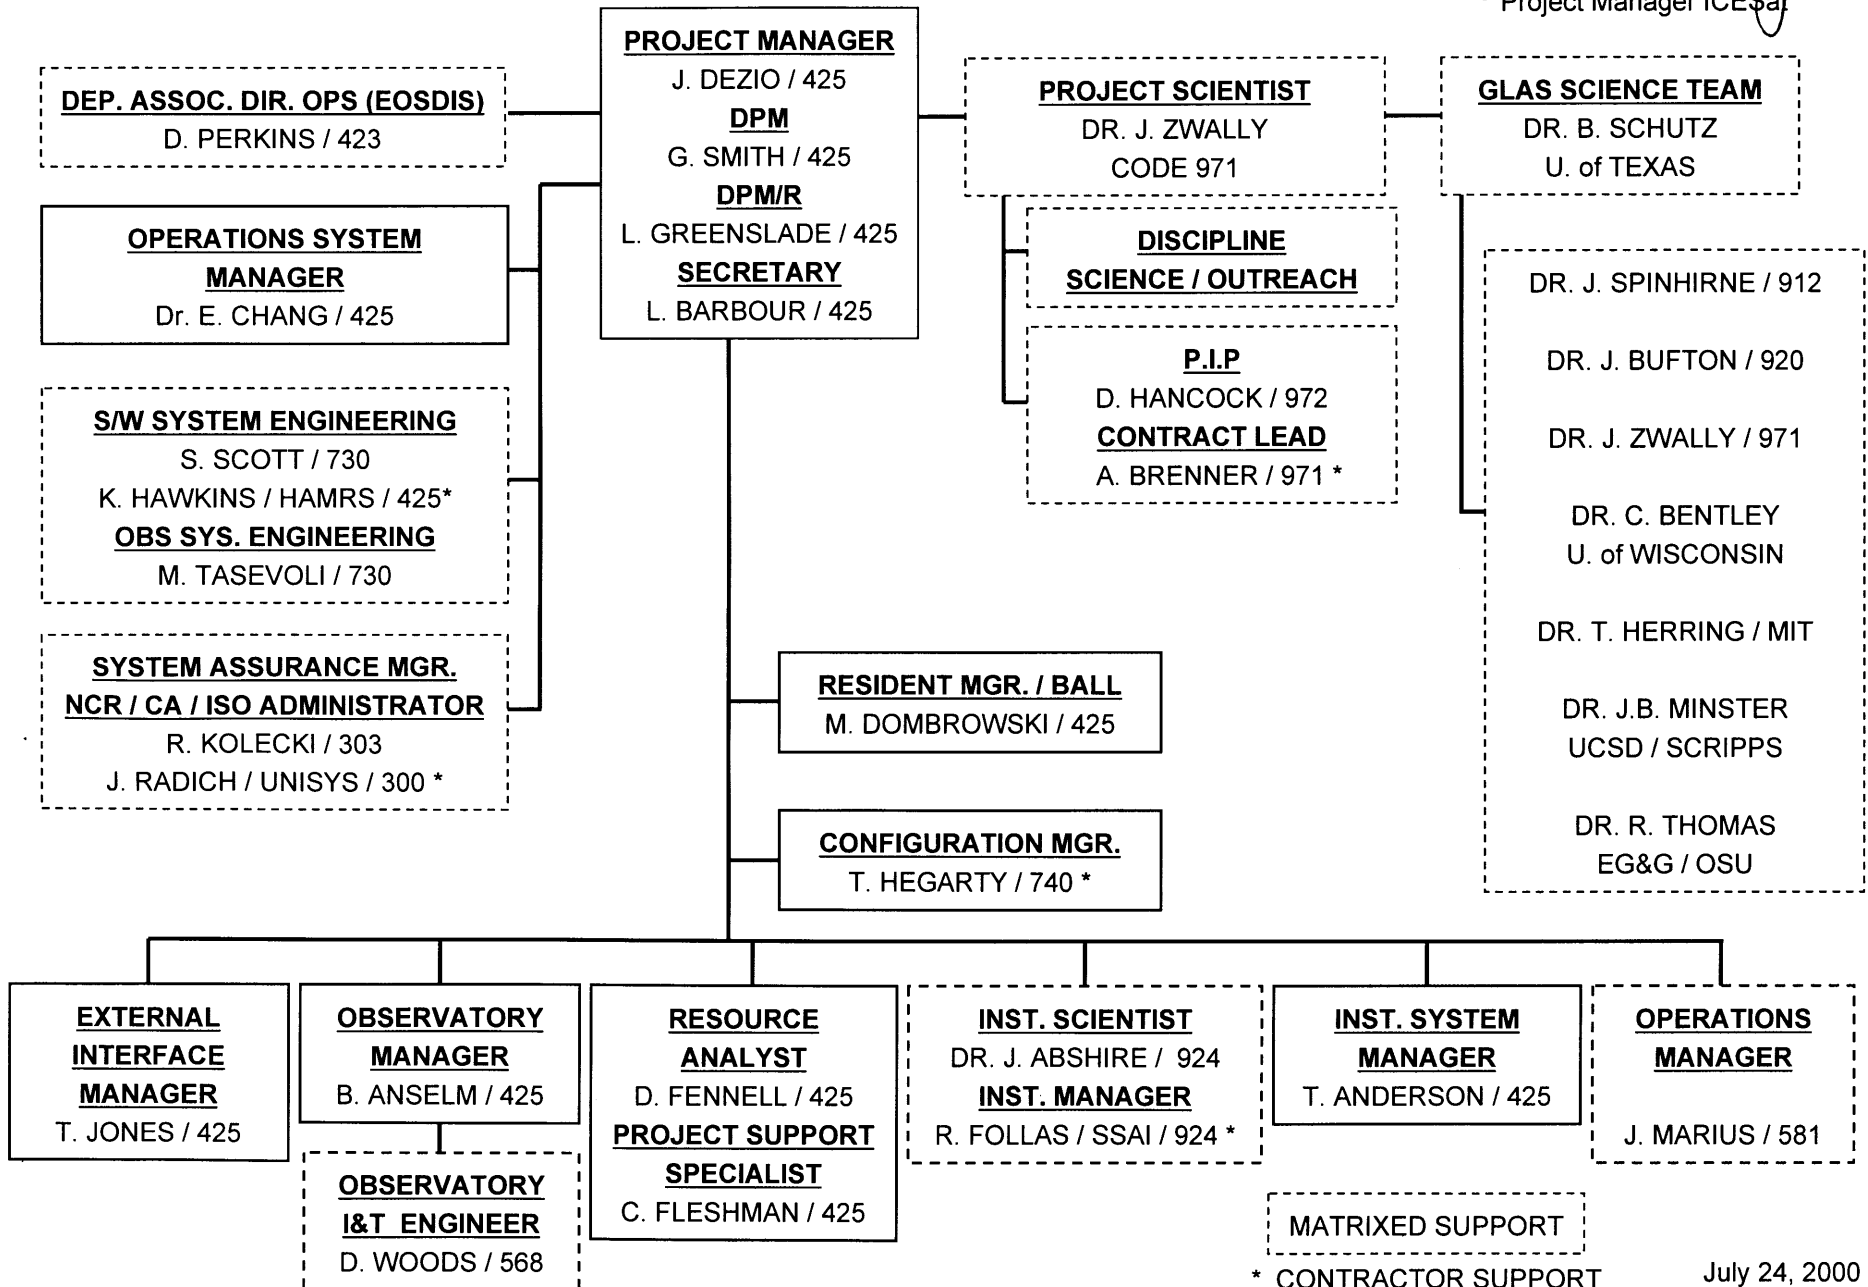 Project Manager ICESat
PROJECT MANAGER
J. DEZIO / 425
DPM
G. SMITH / 425
DPM/R
L. GREENSLADE / 425
SECRETARY
L. BARBOUR / 425
DEP. ASSOC. DIR. OPS (EOSDIS)
D. PERKINS / 423
PROJECT SCIENTIST
DR. J. ZWALLY
CODE 971
GLAS SCIENCE TEAM
DR. B. SCHUTZ
U. of TEXAS
OPERATIONS SYSTEM
MANAGER
Dr. E. CHANG / 425
DISCIPLINE
SCIENCE / OUTREACH
P.I.P
D. HANCOCK / 972
CONTRACT LEAD
A. BRENNER / 971 *
DR. J. SPINHIRNE / 912
DR. J. BUFTON / 920
DR. J. ZWALLY / 971
DR. C. BENTLEY
U. of WISCONSIN
DR. T. HERRING / MIT
DR. J.B. MINSTER
UCSD / SCRIPPS
DR. R. THOMAS
EG&G / OSU
S/W SYSTEM ENGINEERING
S. SCOTT / 730
K. HAWKINS / HAMRS / 425*
OBS SYS. ENGINEERING
M. TASEVOLI / 730
SYSTEM ASSURANCE MGR.
NCR / CA / ISO ADMINISTRATOR
R. KOLECKI / 303
J. RADICH / UNISYS / 300 *
RESIDENT MGR. / BALL
M. DOMBROWSKI / 425
CONFIGURATION MGR.
T. HEGARTY / 740 *
EXTERNAL
INTERFACE
MANAGER
T. JONES / 425
OBSERVATORY
MANAGER
B. ANSELM / 425
OBSERVATORY
I&T ENGINEER
D. WOODS / 568
RESOURCE
ANALYST
D. FENNELL / 425
PROJECT SUPPORT
SPECIALIST
C. FLESHMAN / 425
INST. SCIENTIST
DR. J. ABSHIRE / 924
INST. MANAGER
R. FOLLAS / SSAI / 924 *
INST. SYSTEM
MANAGER
T. ANDERSON / 425
OPERATIONS
MANAGER
J. MARIUS / 581
MATRIXED SUPPORT
* CONTRACTOR SUPPORT
July 24, 2000